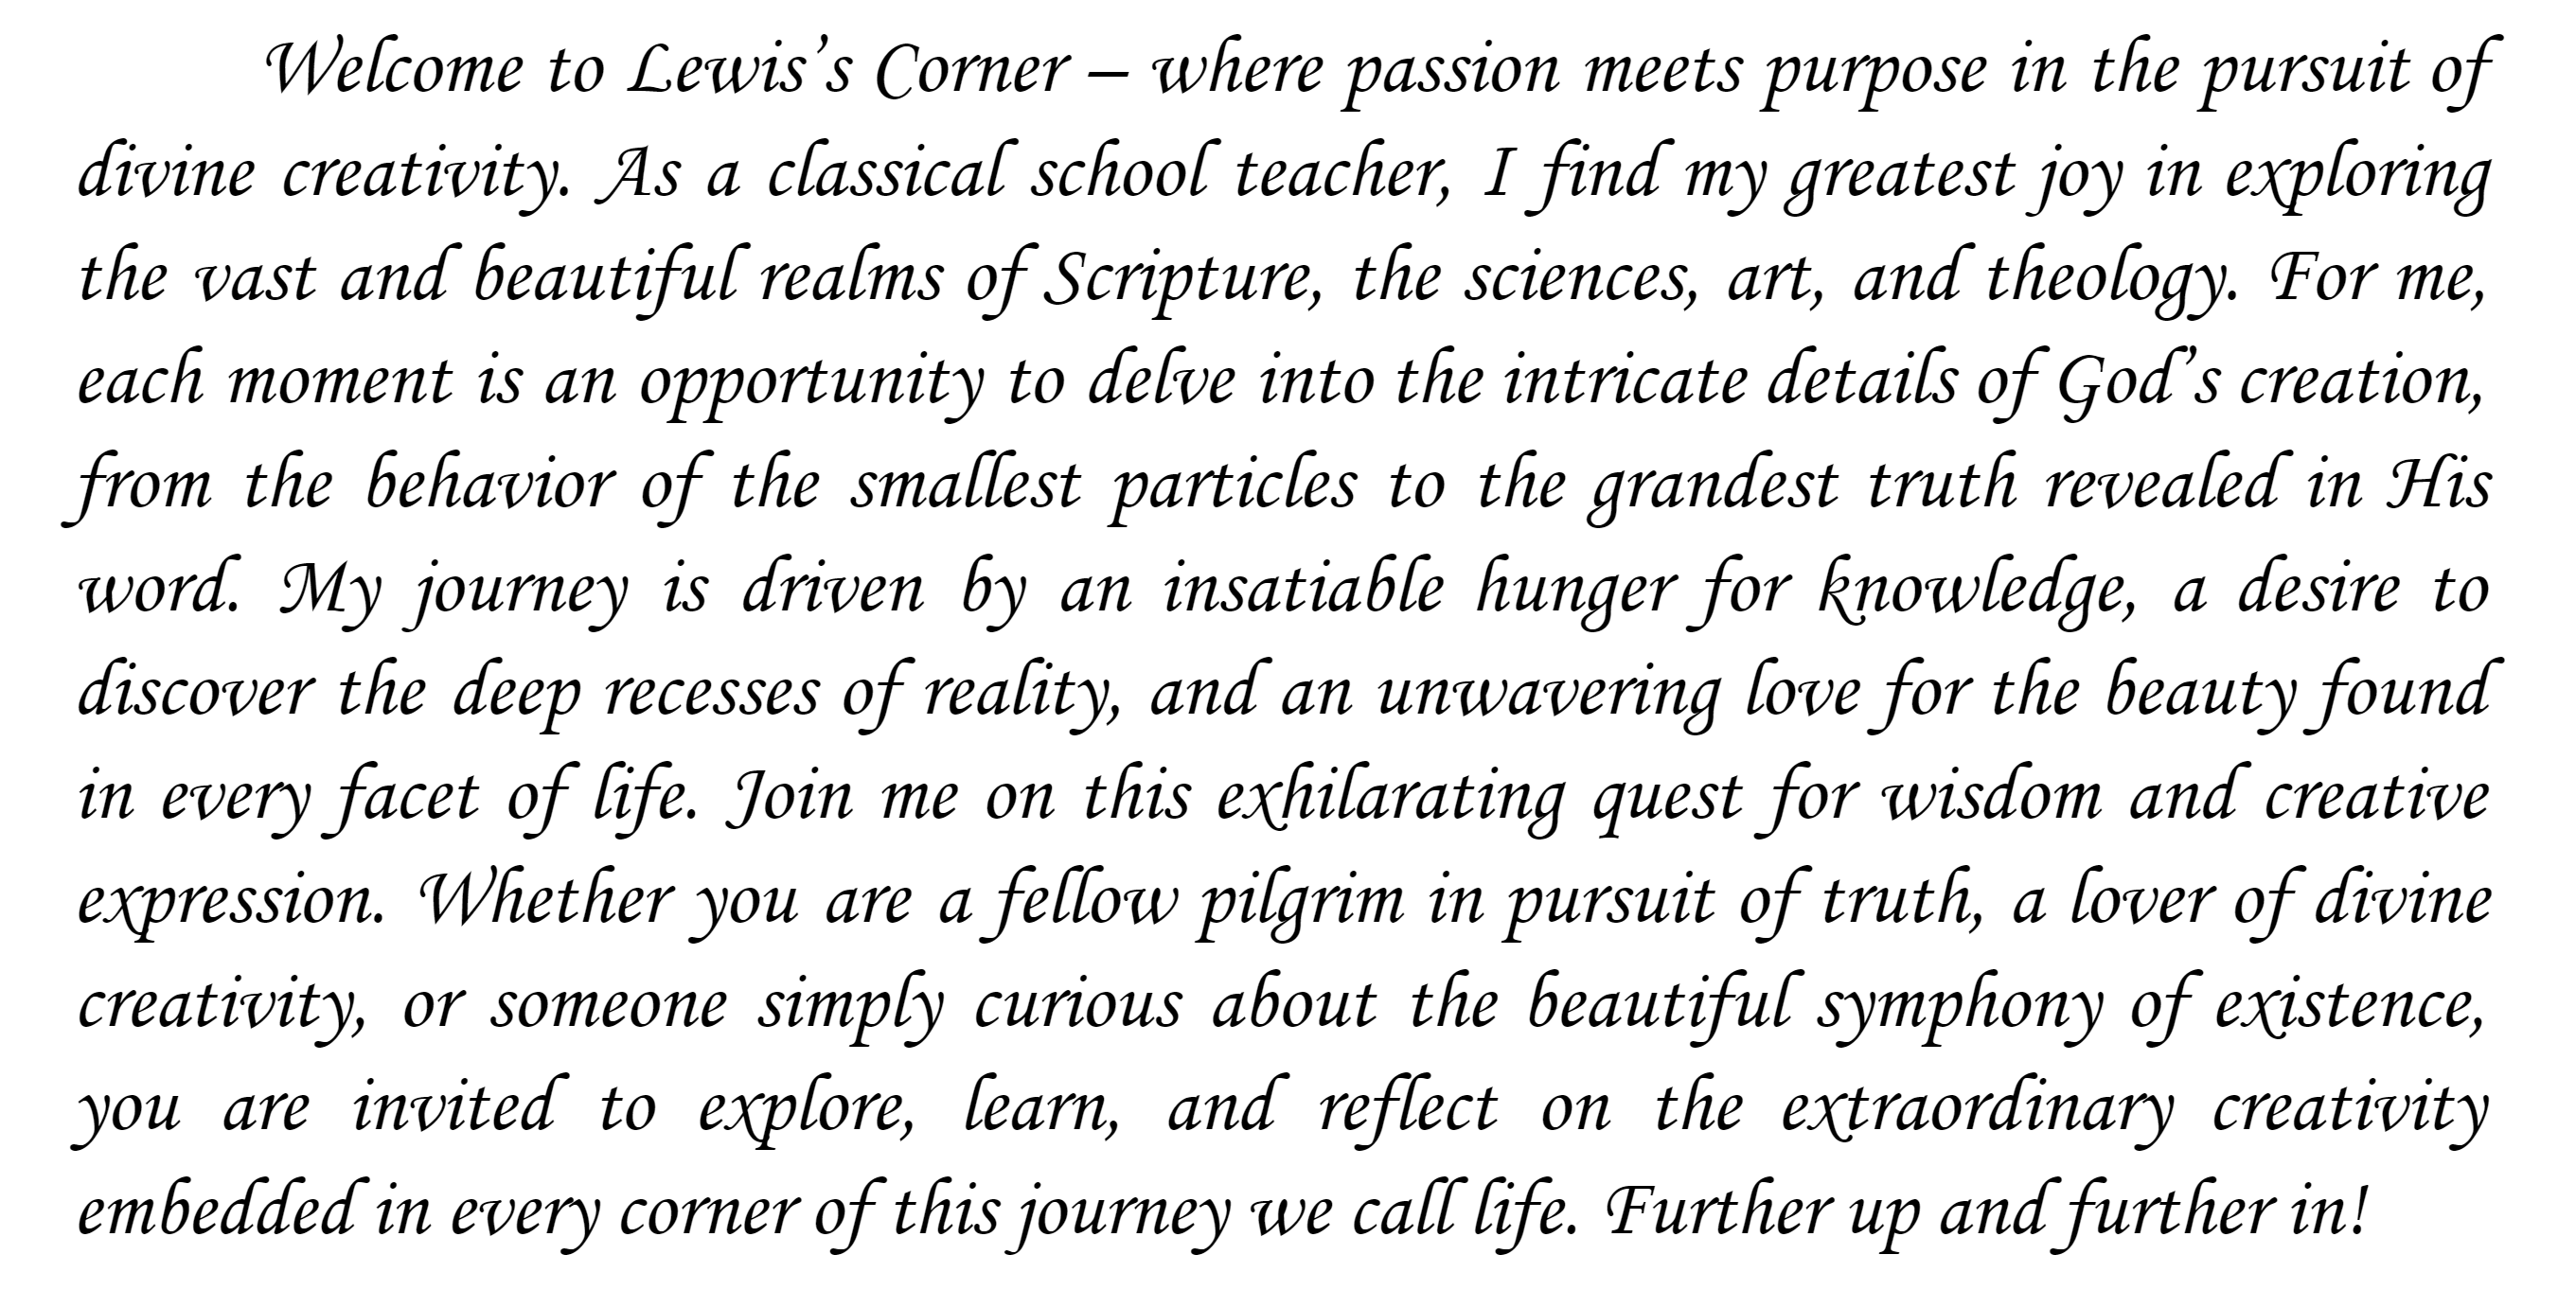 Welcome to Lewis’s Corner – where passion meets purpose in the pursuit of
divine creativity. As a classical school teacher, I find my greatest joy in exploring
the vast and beautiful realms of Scripture, the sciences, art, and theology. For me,
each moment is an opportunity to delve into the intricate details of God’s creation,
from the behavior of the smallest particles to the grandest truth revealed in His
word. My journey is driven by an insatiable hunger for knowledge, a desire to
discover the deep recesses of reality, and an unwavering love for the beauty found
in every facet of life. Join me on this exhilarating quest for wisdom and creative
expression. Whether you are a fellow pilgrim in pursuit of truth, a lover of divine
creativity, or someone simply curious about the beautiful symphony of existence,
you are invited to explore, learn, and reflect on the extraordinary creativity
embedded in every corner of this journey we call life. Further up and further in!